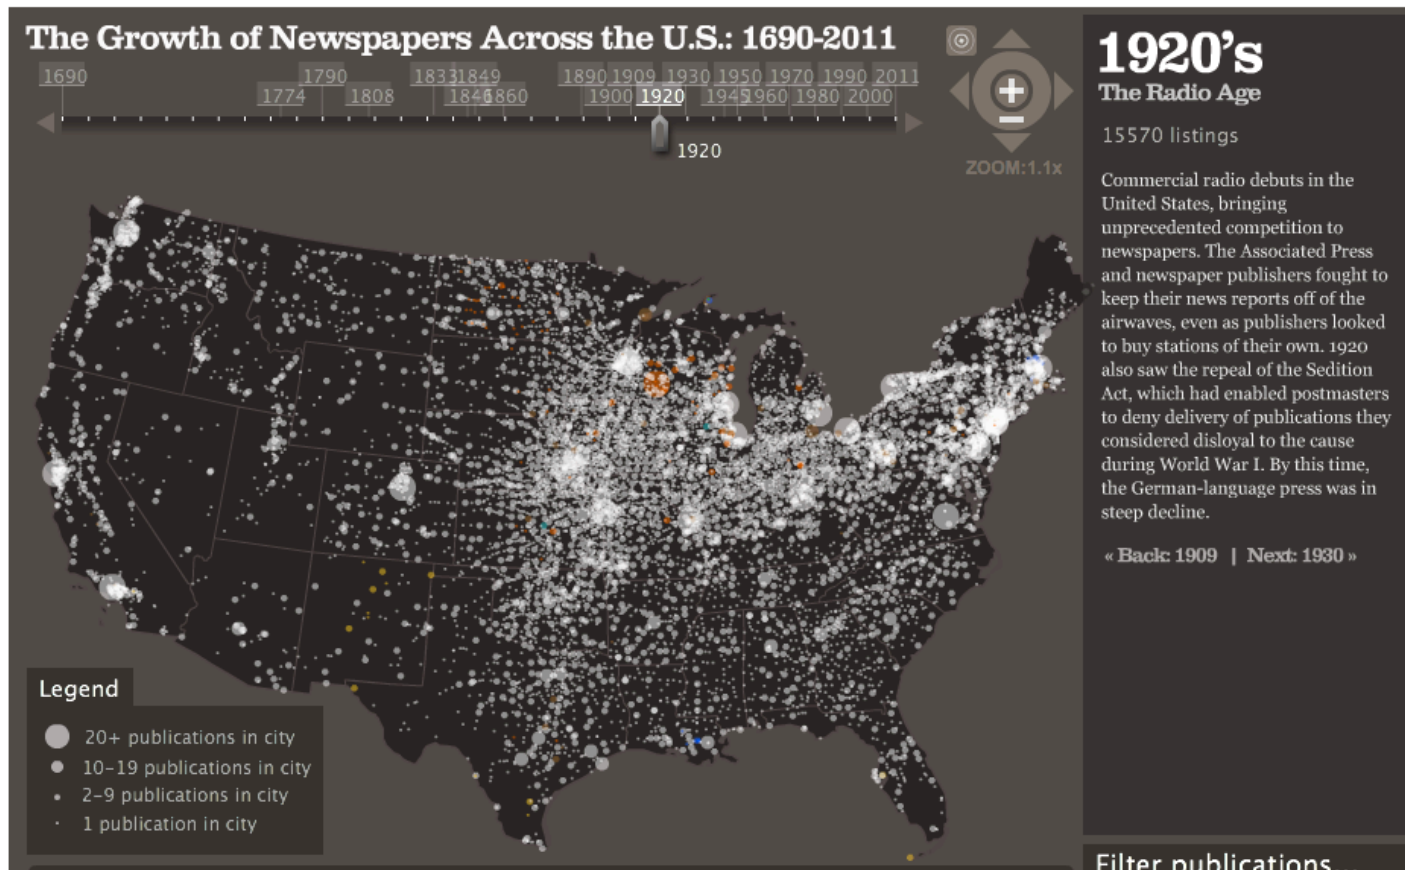 The Growth of Newspapers Across the U.S.: 1690-2011
1690 1790 1833 1849 1890 1909 1930 1950 1970 1990 2011
1774 1808 1846 1860 1900 1920 1945 1960 1980 2000
1920
ZOOM:1.1x
1920's
The Radio Age
15570 listings
Commercial radio debuts in the
United States, bringing
unprecedented competition to
newspapers. The Associated Press
and newspaper publishers fought to
keep their news reports off of the
airwaves, even as publishers looked
to buy stations of their own. 1920
also saw the repeal of the Sedition
Act, which had enabled postmasters
to deny delivery of publications they
considered disloyal to the cause
during World War I. By this time,
the German-language press was in
steep decline.
« Back: 1909 | Next: 1930 »
Legend
20+ publications in city
10-19 publications in city
2-9 publications in city
1 publication in city
Filter publications...